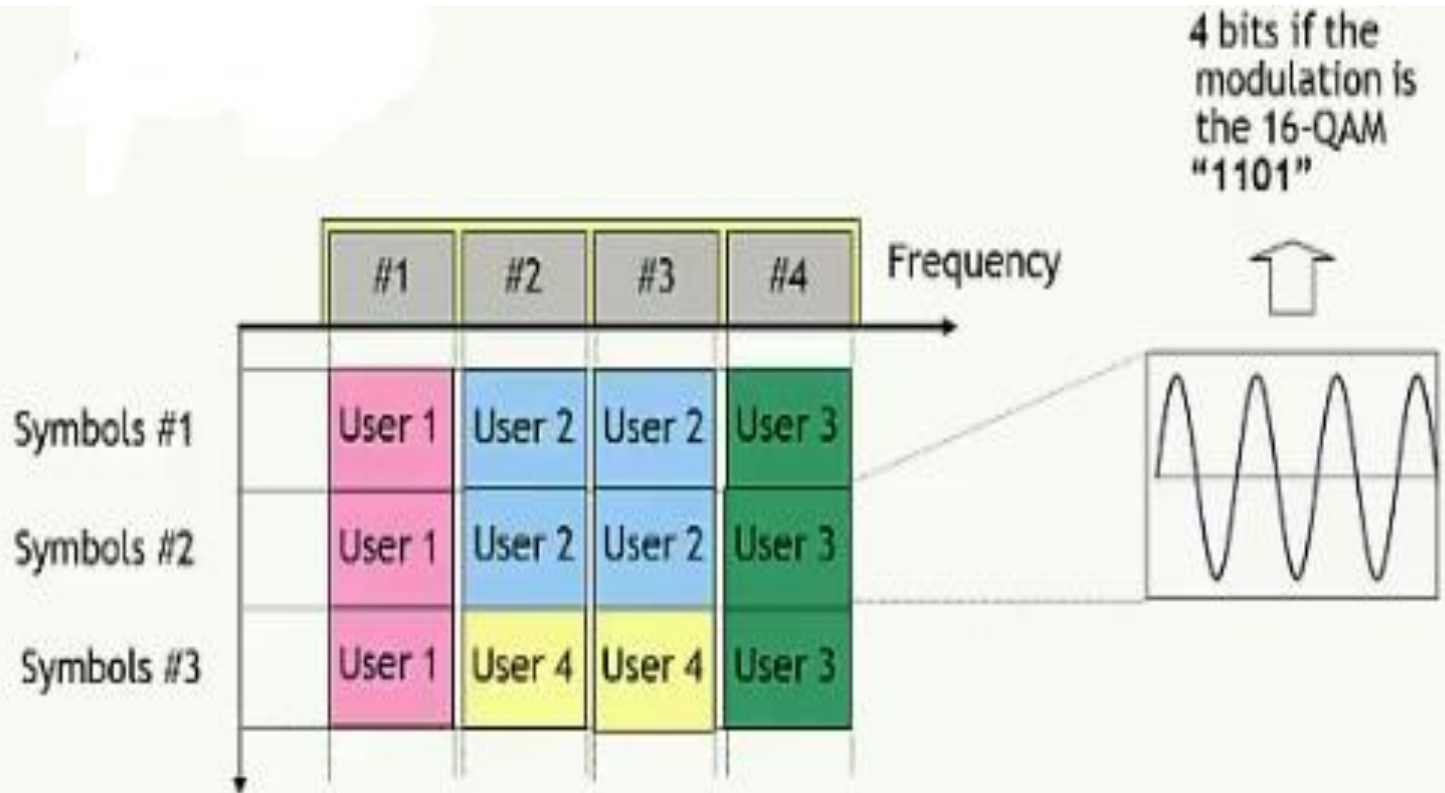 4 bits if the
modulation is
the 16-QAM
“1101”
#1 #2 #3 #4 Frequency
Symbols #1 User 1 User 2 User 2 User 3
Symbols #2 User 1 User 2 User 2 User 3
Symbols #3 User 1 User 4 User 4 User 3